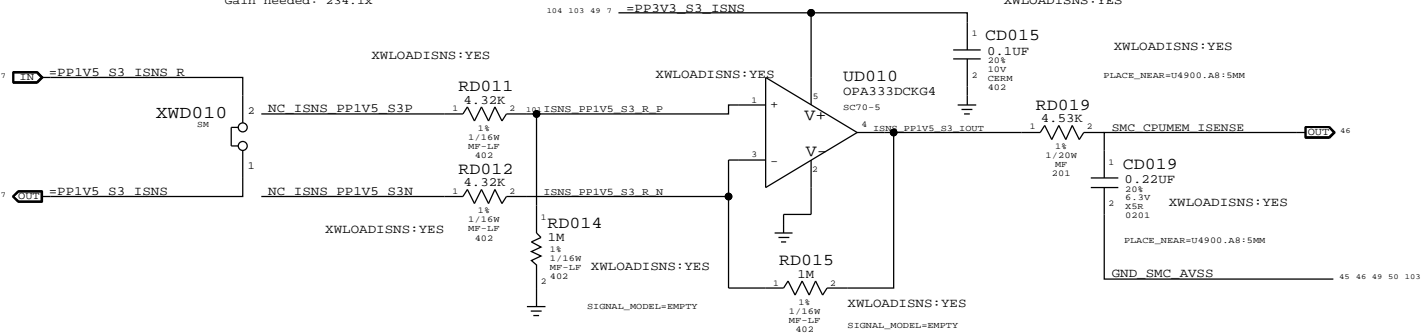 Gain needed: 234.1x
104 103 49 7 =PP3V3_S3_ISNS
XWLOADISNS:YES
1
CD015
0.1UF
20%
10V
CERM
402
2
XWLOADISNS:YES
XWLOADISNS:YES
PLACE_NEAR=U4900.A8:5MM
7 IN =PP1V5_S3_ISNS_R
XWD010
SM
2
1
7 OUT =PP1V5_S3_ISNS
NC_ISNS_PP1V5_S3P
RD011
4.32K
1 2
1%
1/16W
MF-LF
402
ISNS_PP1V5_S3_R_P
XWLOADISNS:YES
UD010
OPA333DCKG4
SC70-5
5
V+
1 +
3 -
V-
2
4 ISNS_PP1V5_S3_IOUT
RD019
4.53K
1 2
1%
1/20W
MF
201
SMC_CPUMEM_ISENSE
OUT 46
1
CD019
0.22UF
20%
6.3V
X5R
0201
2
XWLOADISNS:YES
PLACE_NEAR=U4900.A8:5MM
GND_SMC_AVSS 45 46 49 50 103
NC_ISNS_PP1V5_S3N
RD012
4.32K
1 2
1%
1/16W
MF-LF
402
ISNS_PP1V5_S3_R_N
XWLOADISNS:YES
1
RD014
1M
1%
1/16W
MF-LF
402
2
XWLOADISNS:YES
SIGNAL_MODEL=EMPTY
RD015
1M
1 2
1%
1/16W
MF-LF
402
XWLOADISNS:YES
SIGNAL_MODEL=EMPTY